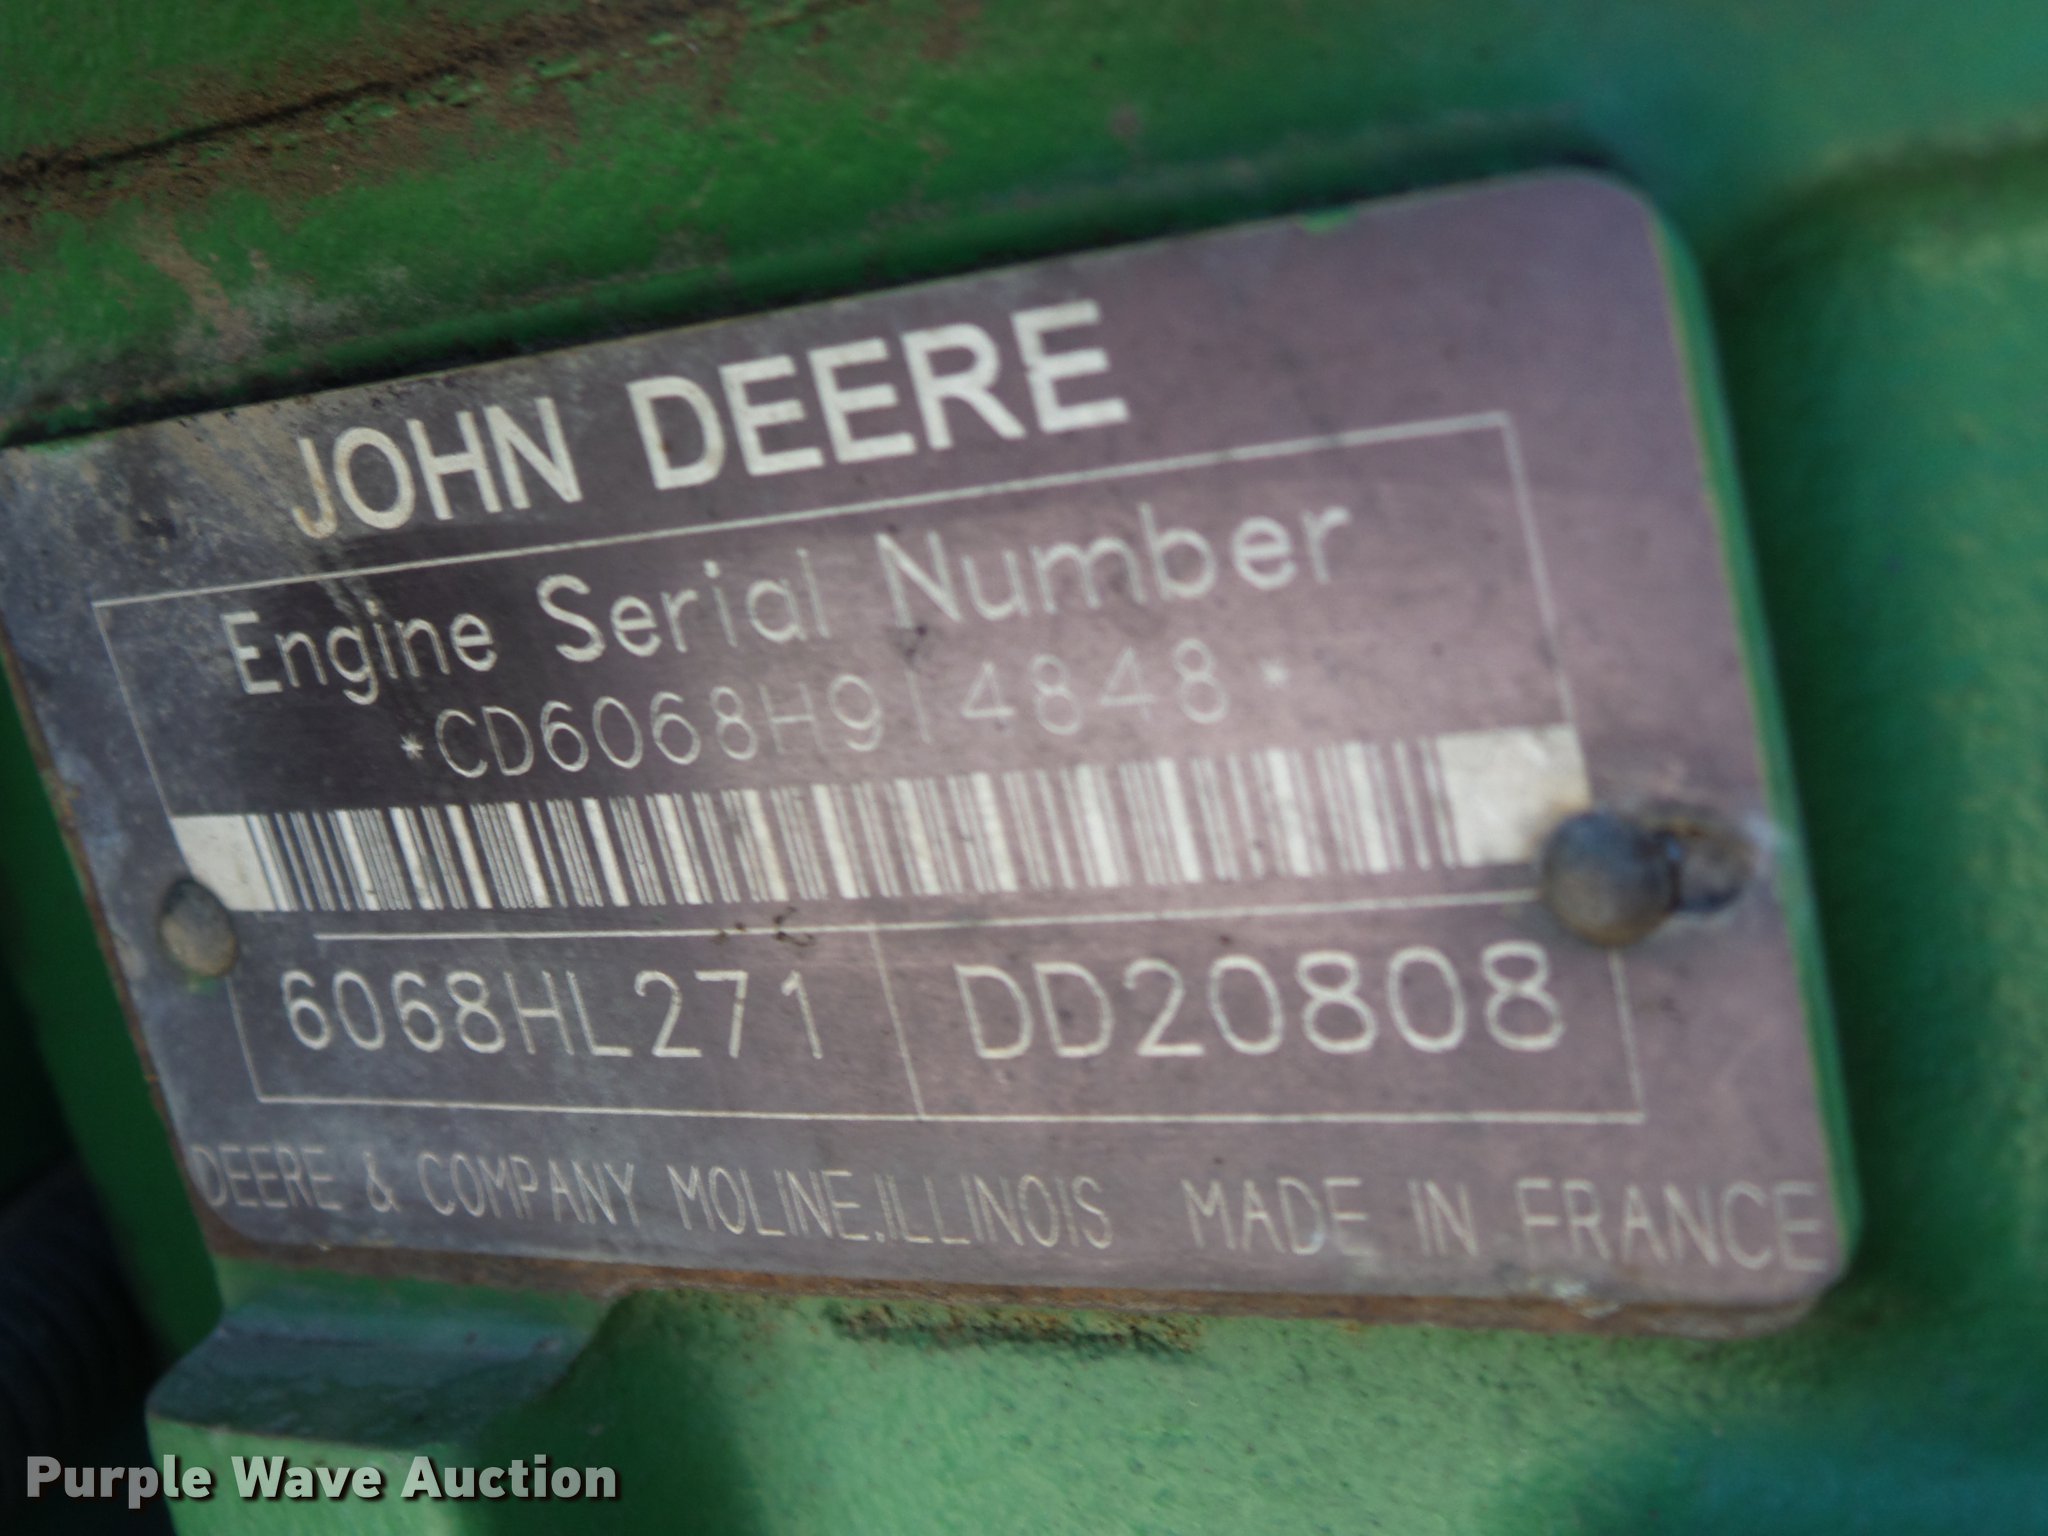 JOHN DEERE
Engine Serial Number
*CD6068H914848*
6068HL271 DD20808
DEERE & COMPANY MOLINE.ILLINOIS MADE IN FRANCE
Purple Wave Auction